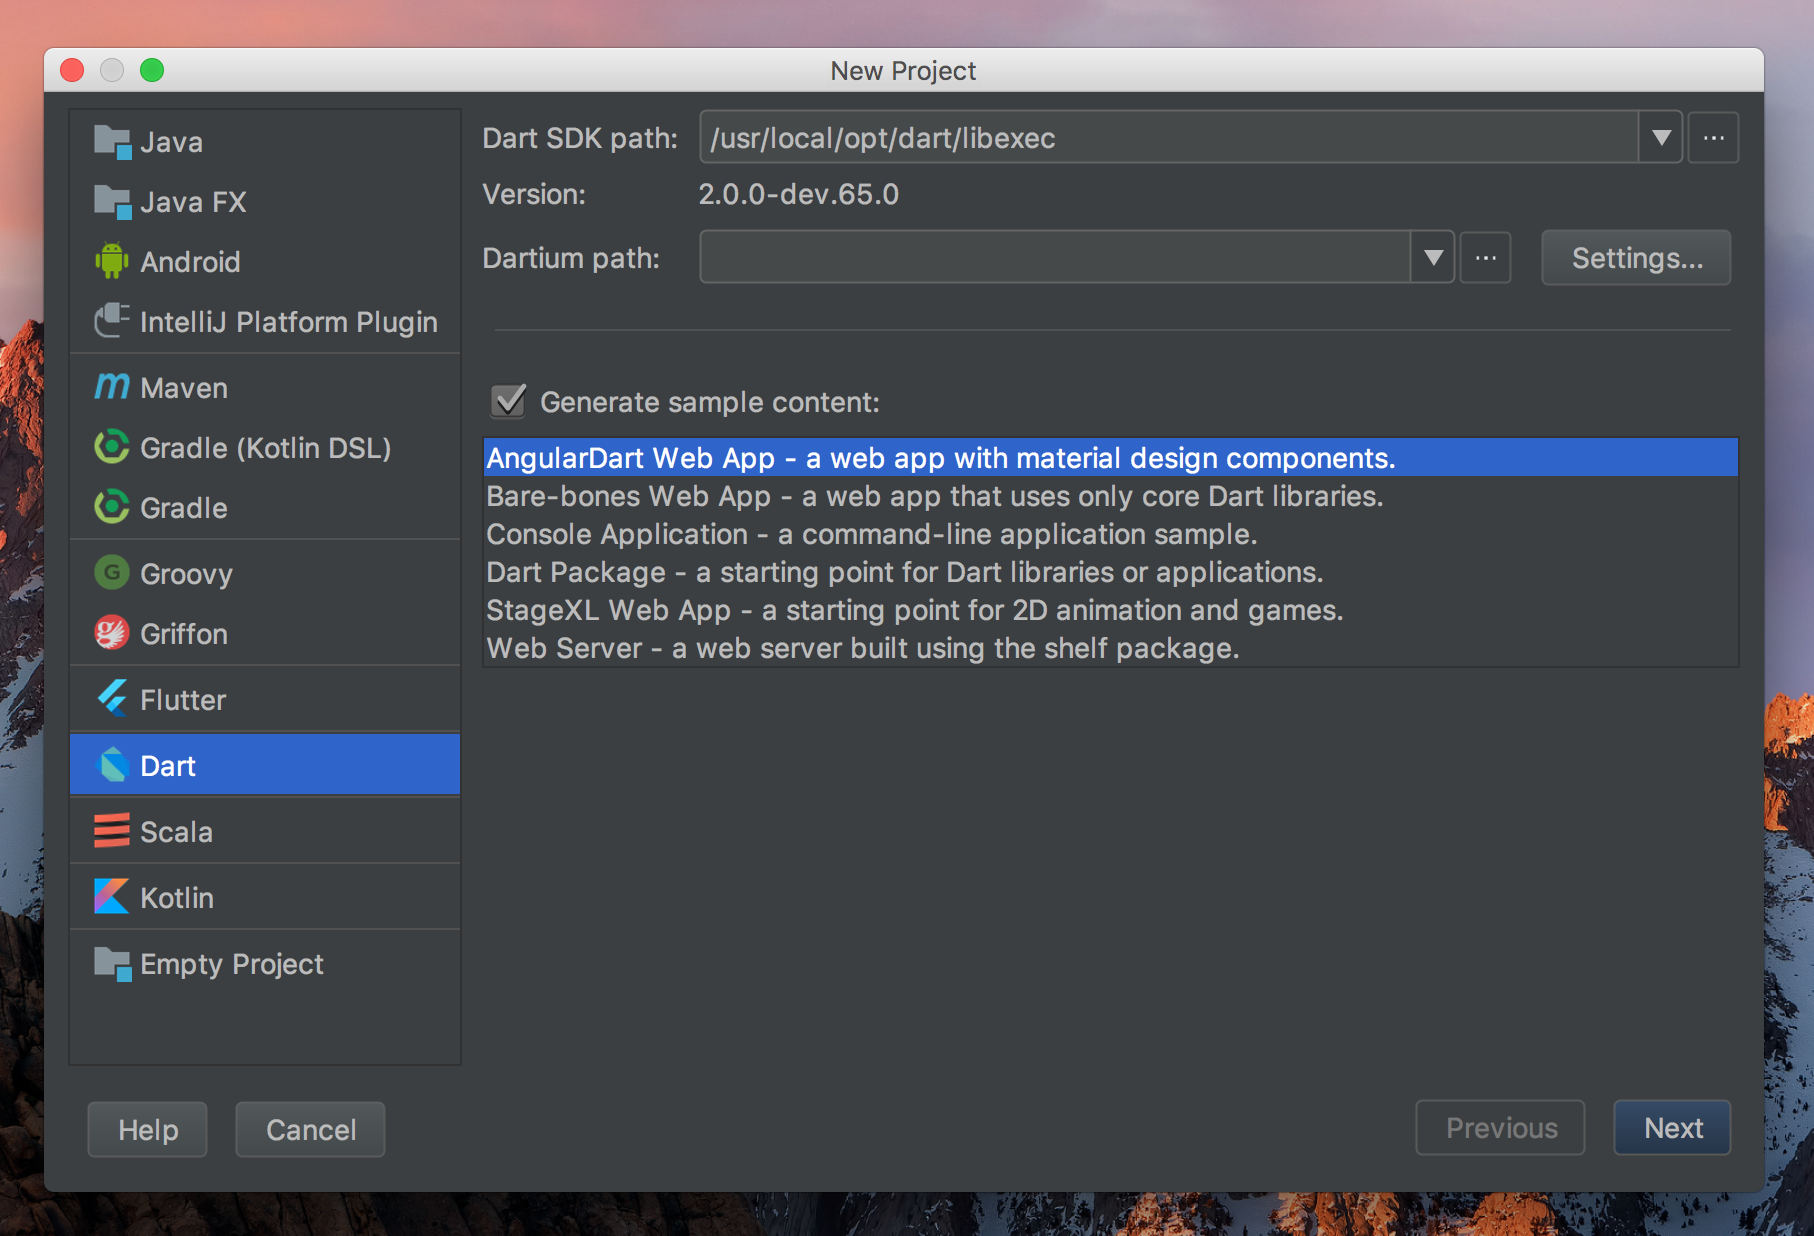 New Project
Java
Java FX
Android
IntelliJ Platform Plugin
Maven
Gradle (Kotlin DSL)
Gradle
Groovy
Griffon
Flutter
Dart
Scala
Kotlin
Empty Project
Dart SDK path: /usr/local/opt/dart/libexec ...
Version: 2.0.0-dev.65.0
Dartium path: ... Settings...
Generate sample content:
AngularDart Web App - a web app with material design components.
Bare-bones Web App - a web app that uses only core Dart libraries.
Console Application - a command-line application sample.
Dart Package - a starting point for Dart libraries or applications.
StageXL Web App - a starting point for 2D animation and games.
Web Server - a web server built using the shelf package.
Help Cancel Previous Next